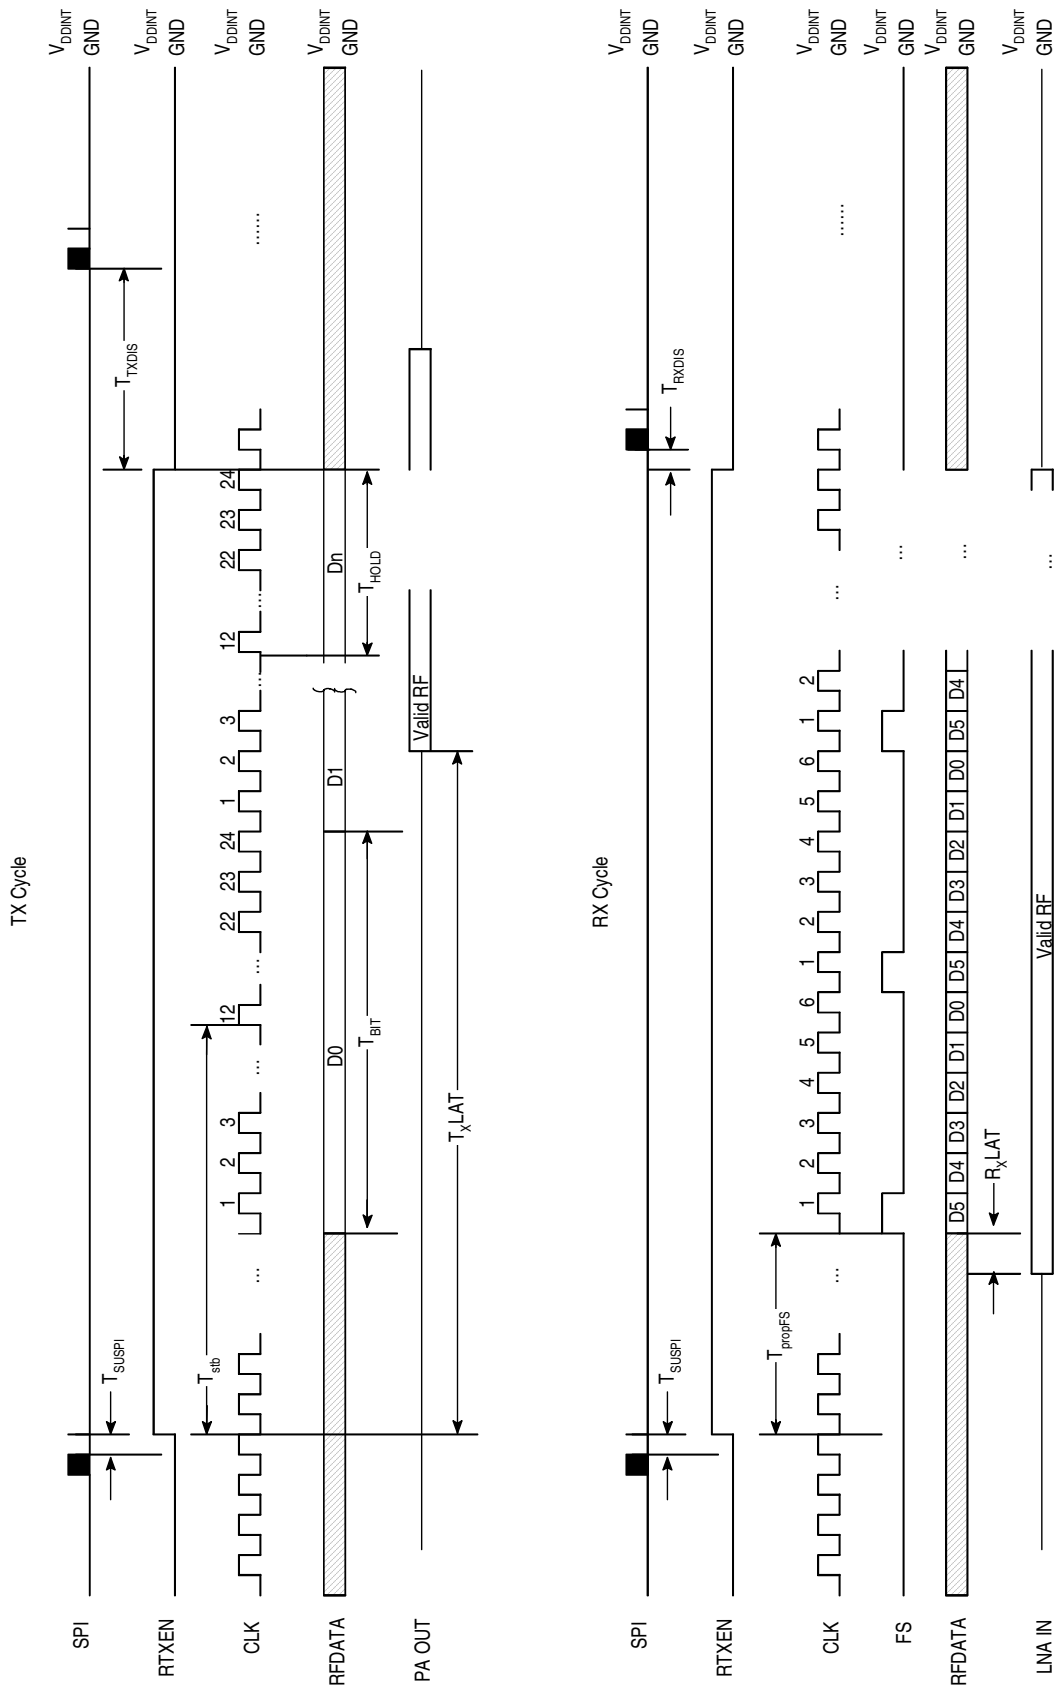 TX Cycle
SPI
T_SUSPI
T_TXDIS
V_DDINT
GND
RTXEN
V_DDINT
GND
T_stb
CLK
...
1
2
3
...
12
...
22
23
24
1
2
3
...
12
....
22
23
24
......
V_DDINT
GND
RFDATA
D0
D1
Dn
V_DDINT
GND
T_BIT
T_HOLD
PA OUT
Valid RF
T_XLAT
RX Cycle
SPI
T_SUSPI
T_RXDIS
V_DDINT
GND
RTXEN
V_DDINT
GND
T_propFS
CLK
...
1
2
3
4
5
6
1
2
3
4
5
6
1
2
...
......
V_DDINT
GND
FS
...
V_DDINT
GND
RFDATA
D5 D4 D3 D2 D1 D0 D5 D4 D3 D2 D1 D0 D5 D4
...
V_DDINT
GND
R_XLAT
LNA IN
Valid RF
...
V_DDINT
GND